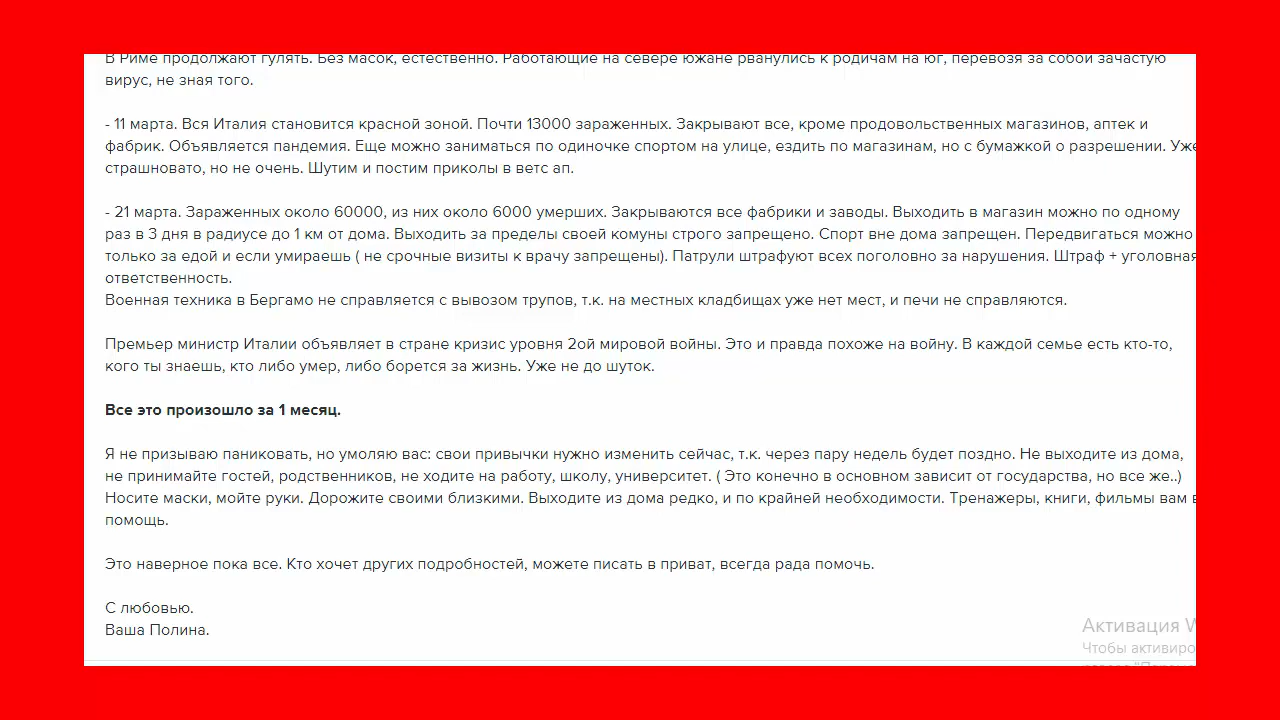 В Риме продолжают гулять. Без масок, естественно. Работающие на севере южане рванулись к родичам на юг, перевозя за собой зачастую
вирус, не зная того.
- 11 марта. Вся Италия становится красной зоной. Почти 13000 зараженных. Закрывают все, кроме продовольственных магазинов, аптек и
фабрик. Объявляется пандемия. Еще можно заниматься по одиночке спортом на улице, ездить по магазинам, но с бумажкой о разрешении. Уже
страшновато, но не очень. Шутим и постим приколы в ветс ап.
- 21 марта. Зараженных около 60000, из них около 6000 умерших. Закрываются все фабрики и заводы. Выходить в магазин можно по одному
раз в 3 дня в радиусе до 1 км от дома. Выходить за пределы своей комуны строго запрещено. Спорт вне дома запрещен. Передвигаться можно
только за едой и если умираешь ( не срочные визиты к врачу запрещены). Патрули штрафуют всех поголовно за нарушения. Штраф + уголовная
ответственность.
Военная техника в Бергамо не справляется с вывозом трупов, т.к. на местных кладбищах уже нет мест, и печи не справляются.
Премьер министр Италии объявляет в стране кризис уровня 2ой мировой войны. Это и правда похоже на войну. В каждой семье есть кто-то,
кого ты знаешь, кто либо умер, либо борется за жизнь. Уже не до шуток.
Все это произошло за 1 месяц.
Я не призываю паниковать, но умоляю вас: свои привычки нужно изменить сейчас, т.к. через пару недель будет поздно. Не выходите из дома,
не принимайте гостей, родственников, не ходите на работу, школу, университет. ( Это конечно в основном зависит от государства, но все же..)
Носите маски, мойте руки. Дорожите своими близкими. Выходите из дома редко, и по крайней необходимости. Тренажеры, книги, фильмы вам в
помощь.
Это наверное пока все. Кто хочет других подробностей, можете писать в приват, всегда рада помочь.
С любовью.
Ваша Полина.
Активация W
Чтобы активиро